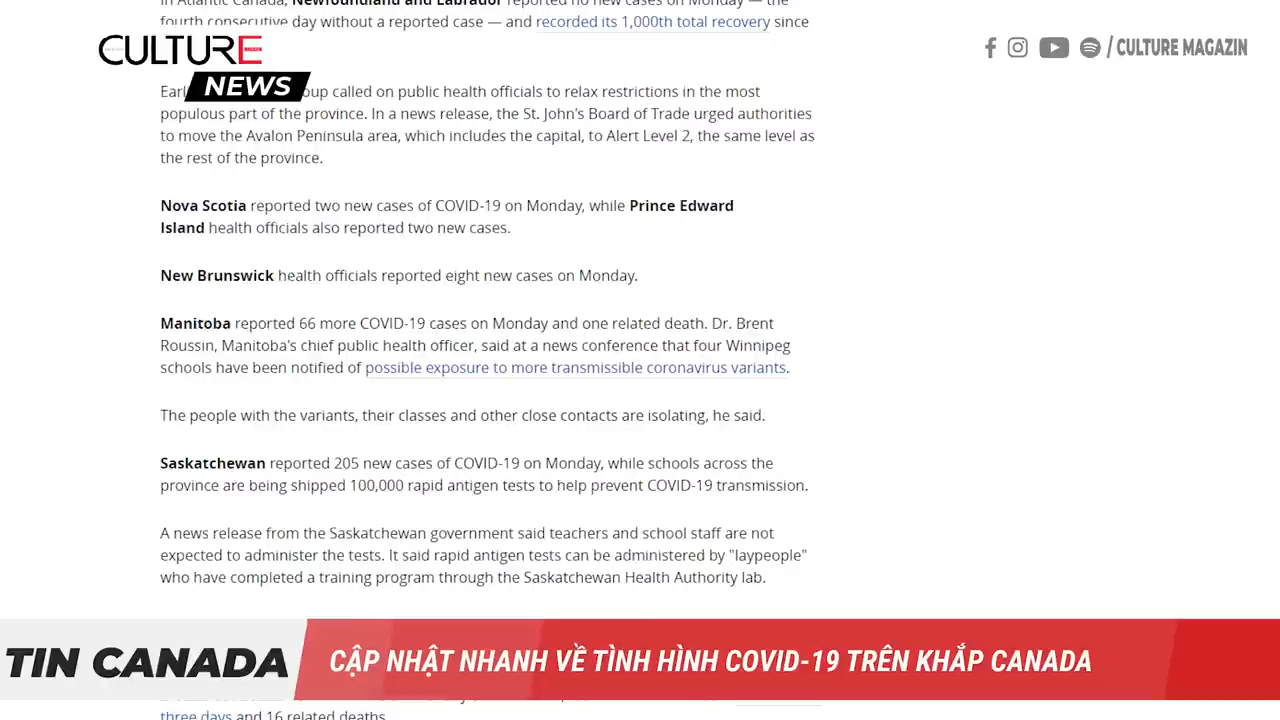 In Atlantic Canada, Newfoundland and Labrador reported no new cases on Monday — the
fourth consecutive day without a reported case — and recorded its 1,000th total recovery since
CULTURE
NEWS
/ CULTURE MAGAZIN
oup called on public health officials to relax restrictions in the most
populous part of the province. In a news release, the St. John's Board of Trade urged authorities
to move the Avalon Peninsula area, which includes the capital, to Alert Level 2, the same level as
the rest of the province.
Nova Scotia reported two new cases of COVID-19 on Monday, while Prince Edward
Island health officials also reported two new cases.
New Brunswick health officials reported eight new cases on Monday.
Manitoba reported 66 more COVID-19 cases on Monday and one related death. Dr. Brent
Roussin, Manitoba's chief public health officer, said at a news conference that four Winnipeg
schools have been notified of possible exposure to more transmissible coronavirus variants.
The people with the variants, their classes and other close contacts are isolating, he said.
Saskatchewan reported 205 new cases of COVID-19 on Monday, while schools across the
province are being shipped 100,000 rapid antigen tests to help prevent COVID-19 transmission.
A news release from the Saskatchewan government said teachers and school staff are not
expected to administer the tests. It said rapid antigen tests can be administered by "laypeople"
who have completed a training program through the Saskatchewan Health Authority lab.
TIN CANADA
CẬP NHẬT NHANH VỀ TÌNH HÌNH COVID-19 TRÊN KHẮP CANADA
three days and 16 related deaths.